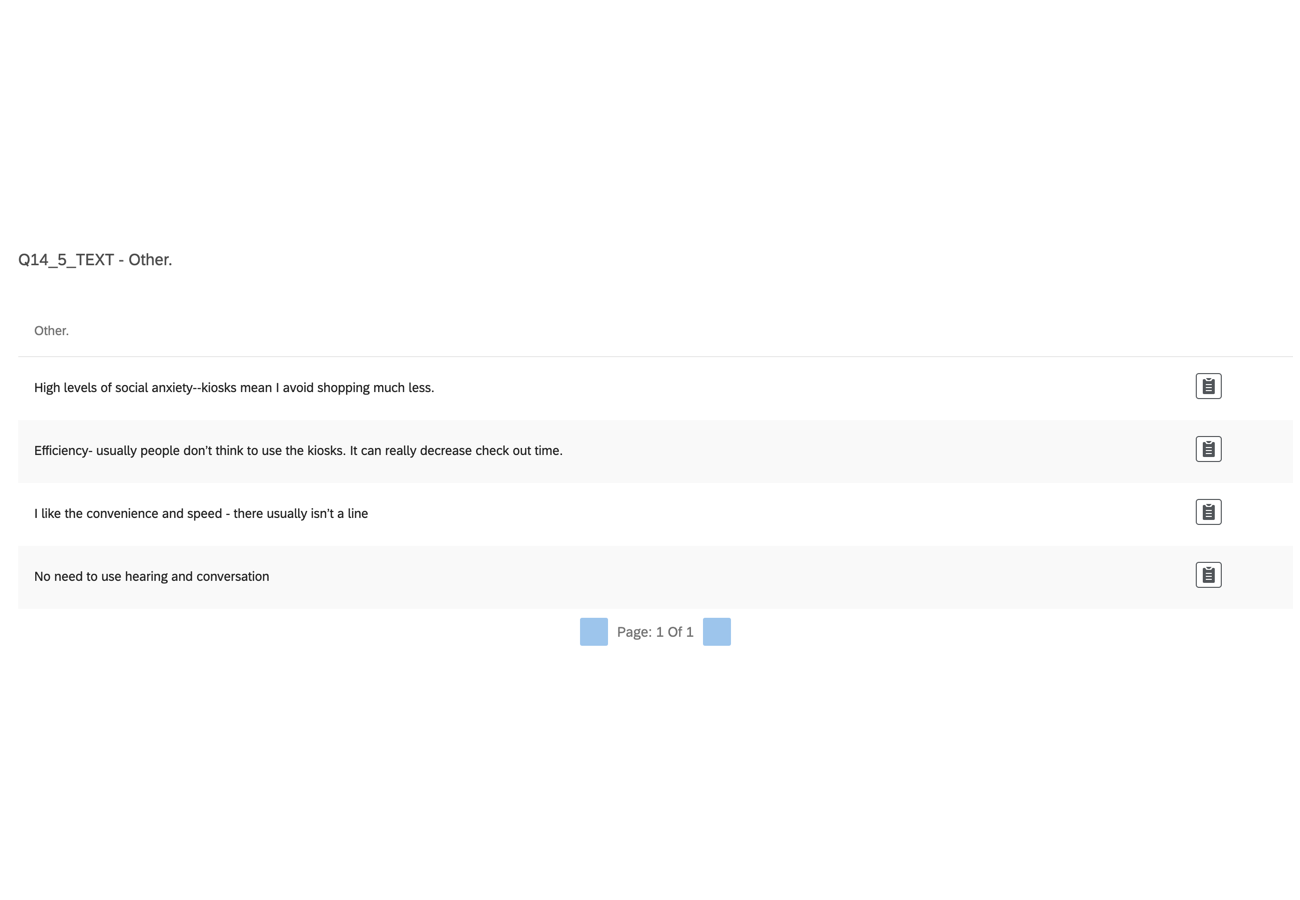 Q14_5_TEXT - Other.
Other.
High levels of social anxiety--kiosks mean I avoid shopping much less.
Efficiency- usually people don't think to use the kiosks. It can really decrease check out time.
I like the convenience and speed - there usually isn't a line
No need to use hearing and conversation
Page: 1 Of 1